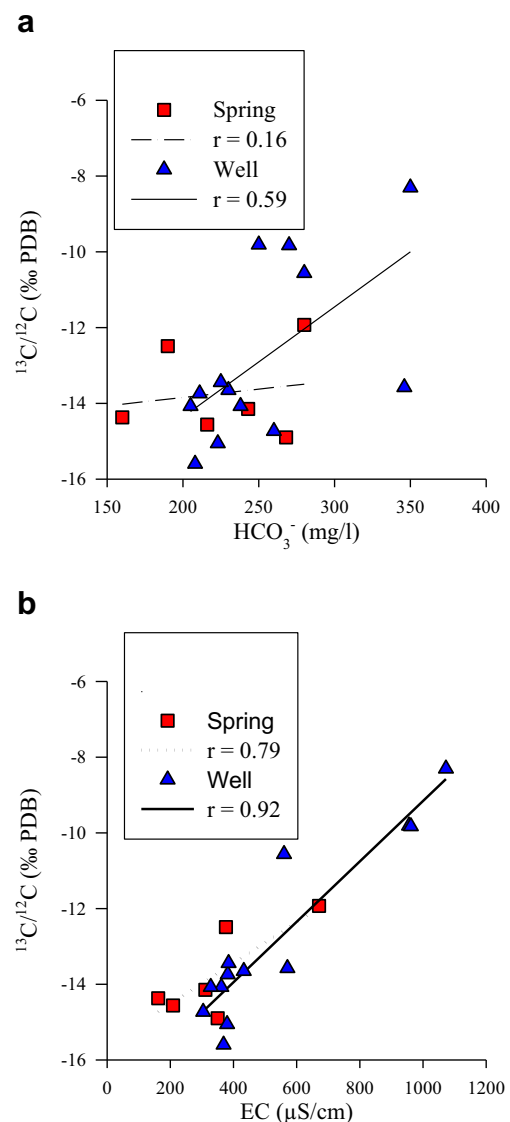 a
Spring
r = 0.16
Well
r = 0.59
-6
-8
-10
-12
-14
-16
¹³C/¹²C (‰ PDB)
150 200 250 300 350 400
HCO₃⁻ (mg/l)
b
Spring
r = 0.79
Well
r = 0.92
-6
-8
-10
-12
-14
-16
¹³C/¹²C (‰ PDB)
0 200 400 600 800 1000 1200
EC (µS/cm)